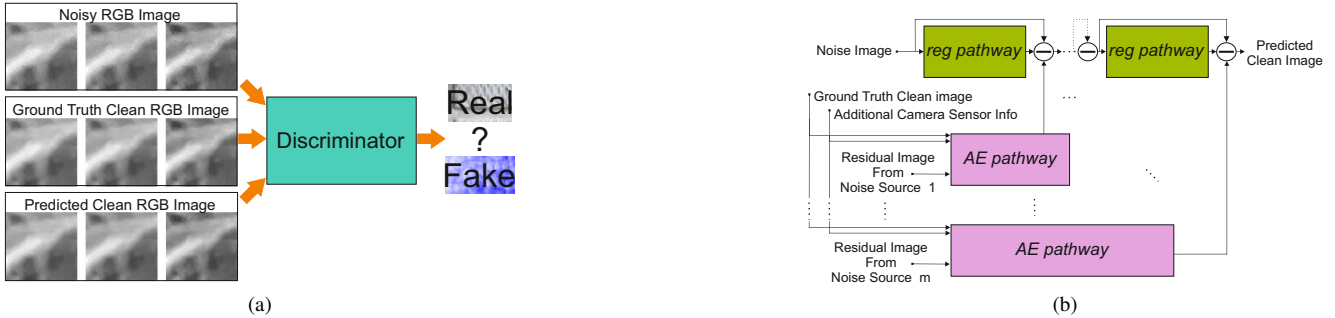 Noisy RGB Image
Ground Truth Clean RGB Image
Predicted Clean RGB Image
Discriminator
Real
?
Fake
(a)
Noise Image
reg pathway
reg pathway
Predicted
Clean Image
Ground Truth Clean image
Additional Camera Sensor Info
Residual Image
From
Noise Source 1
AE pathway
Residual Image
From
Noise Source m
AE pathway
(b)